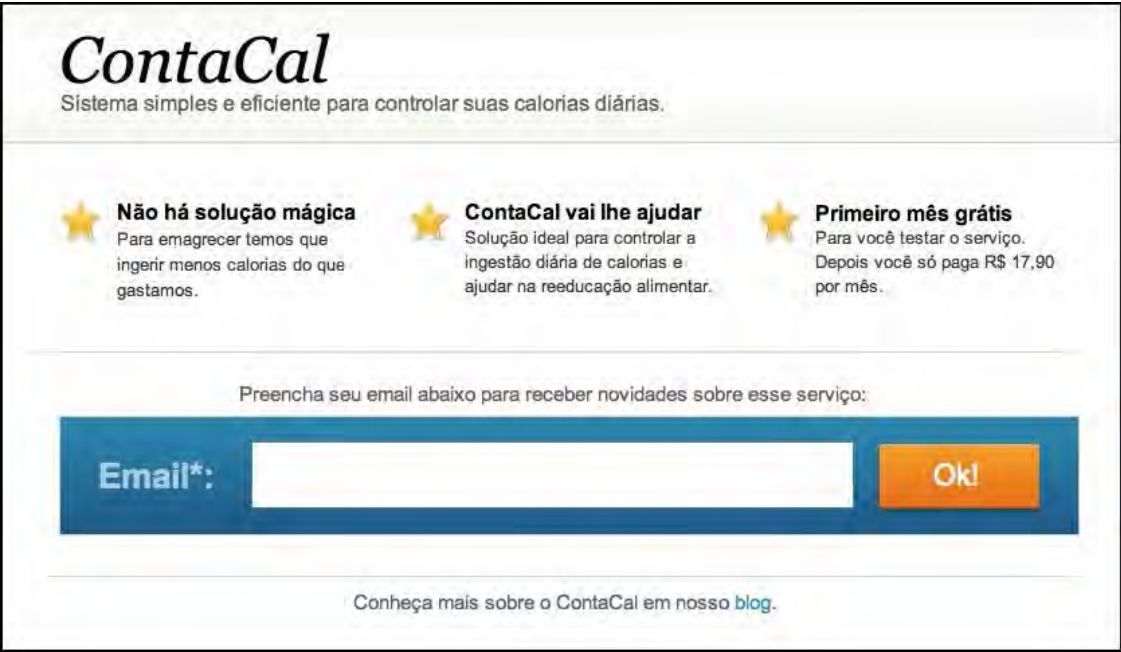 ContaCal
Sistema simples e eficiente para controlar suas calorias diárias.
Não há solução mágica
Para emagrecer temos que
ingerir menos calorias do que
gastamos.
ContaCal vai lhe ajudar
Solução ideal para controlar a
ingestão diária de calorias e
ajudar na reeducação alimentar.
Primeiro mês grátis
Para você testar o serviço.
Depois você só paga R$ 17,90
por mês.
Preencha seu email abaixo para receber novidades sobre esse serviço:
Email*:
Ok!
Conheça mais sobre o ContaCal em nosso blog.